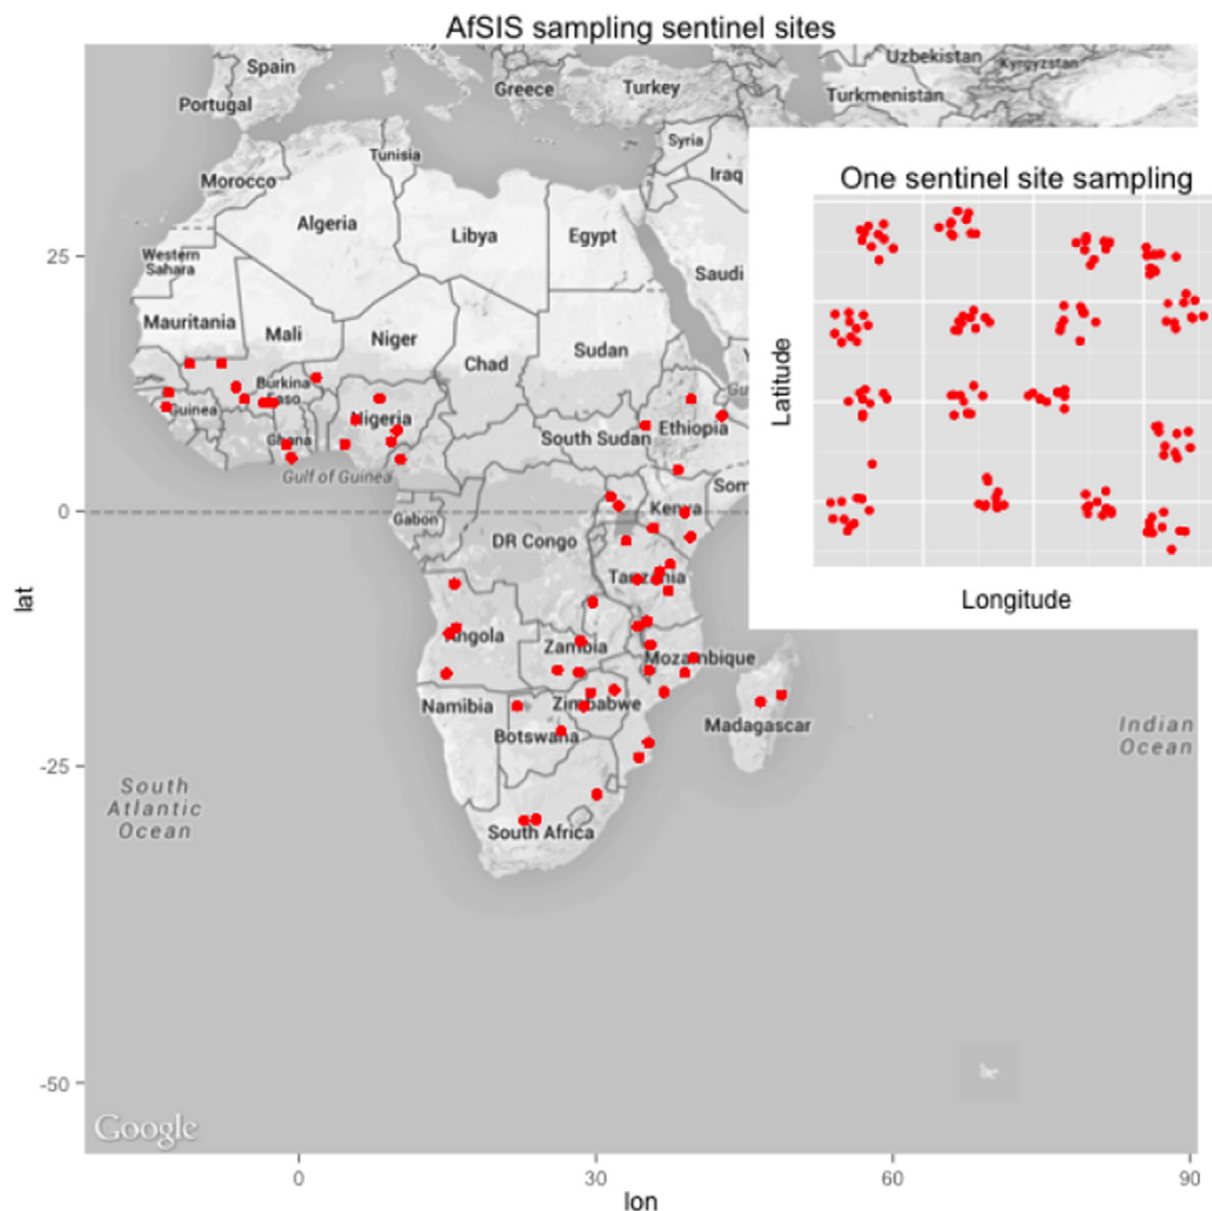 AfSIS sampling sentinel sites
Spain
Portugal
Greece
Turkey
Uzbekistan
Kyrgyzstan
Turkmenistan
Syria
Iraq
Tunisia
Morocco
Algeria
Libya
Egypt
Saudi
Western
Sahara
Mauritania
Mali
Niger
Chad
Sudan
Burkina
Faso
Guinea
Ghana
Nigeria
South Sudan
Ethiopia
Gulf of Guinea
Som
Gabon
DR Congo
Kenya
Tanzania
Angola
Zambia
Mozambique
Namibia
Zimbabwe
Botswana
Madagascar
South Africa
South
Atlantic
Ocean
Indian
Ocean
One sentinel site sampling
Latitude
Longitude
25
0
-25
-50
lat
Google
0
30
60
90
lon